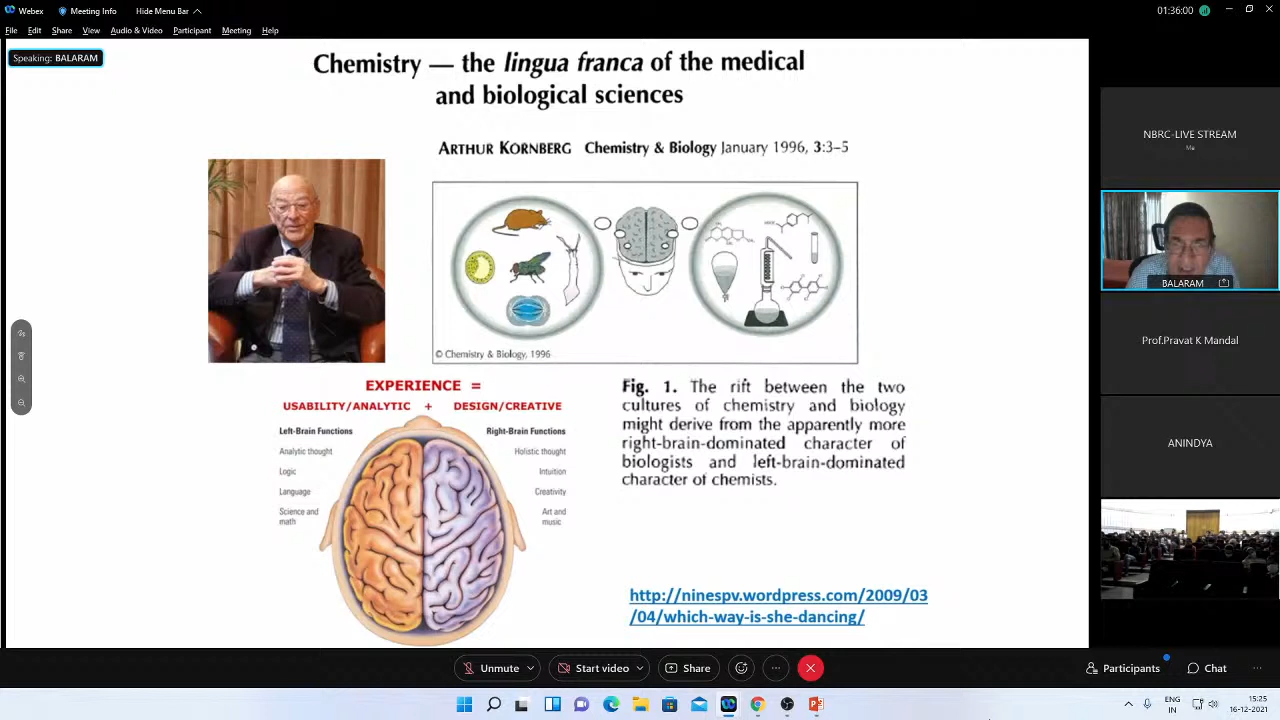 Webex
Meeting Info
Hide Menu Bar
01:36:00
File Edit Share View Audio & Video Participant Meeting Help
Speaking: BALARAM
Chemistry — the lingua franca of the medical
and biological sciences
ARTHUR KORNBERG Chemistry & Biology January 1996, 3:3–5
© Chemistry & Biology, 1996
EXPERIENCE =
USABILITY/ANALYTIC + DESIGN/CREATIVE
Left-Brain Functions
Analytic thought
Logic
Language
Science and
math
Right-Brain Functions
Holistic thought
Intuition
Creativity
Art and
music
Fig. 1. The rift between the two
cultures of chemistry and biology
might derive from the apparently more
right-brain-dominated character of
biologists and left-brain-dominated
character of chemists.
http://ninespv.wordpress.com/2009/03
/04/which-way-is-she-dancing/
NBRC-LIVE STREAM
Me
BALARAM
Prof.Pravat K Mandal
ANINDYA
Unmute
Start video
Share
Participants
Chat
ENG
IN
15:25
16-12-2021